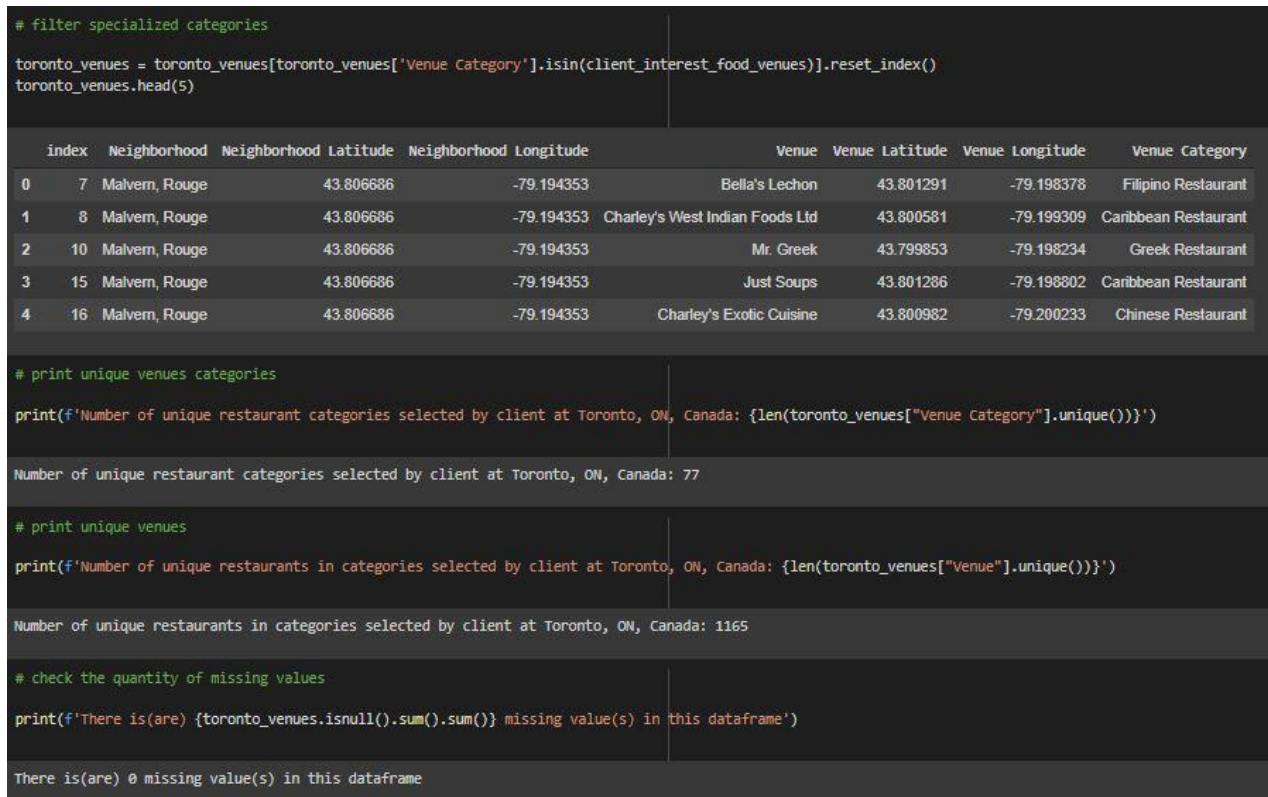 # filter specialized categories
toronto_venues = toronto_venues[toronto_venues['Venue Category'].isin(client_interest_food_venues)].reset_index()
toronto_venues.head(5)
index Neighborhood Neighborhood Latitude Neighborhood Longitude Venue Venue Latitude Venue Longitude Venue Category
0 7 Malvern, Rouge 43.806686 -79.194353 Bella's Lechon 43.801291 -79.198378 Filipino Restaurant
1 8 Malvern, Rouge 43.806686 -79.194353 Charley's West Indian Foods Ltd 43.800581 -79.199309 Caribbean Restaurant
2 10 Malvern, Rouge 43.806686 -79.194353 Mr. Greek 43.799853 -79.198234 Greek Restaurant
3 15 Malvern, Rouge 43.806686 -79.194353 Just Soups 43.801286 -79.198802 Caribbean Restaurant
4 16 Malvern, Rouge 43.806686 -79.194353 Charley's Exotic Cuisine 43.800982 -79.200233 Chinese Restaurant
# print unique venues categories
print(f'Number of unique restaurant categories selected by client at Toronto, ON, Canada: {len(toronto_venues["Venue Category"].unique())}')
Number of unique restaurant categories selected by client at Toronto, ON, Canada: 77
# print unique venues
print(f'Number of unique restaurants in categories selected by client at Toronto, ON, Canada: {len(toronto_venues["Venue"].unique())}')
Number of unique restaurants in categories selected by client at Toronto, ON, Canada: 1165
# check the quantity of missing values
print(f'There is(are) {toronto_venues.isnull().sum().sum()} missing value(s) in this dataframe')
There is(are) 0 missing value(s) in this dataframe